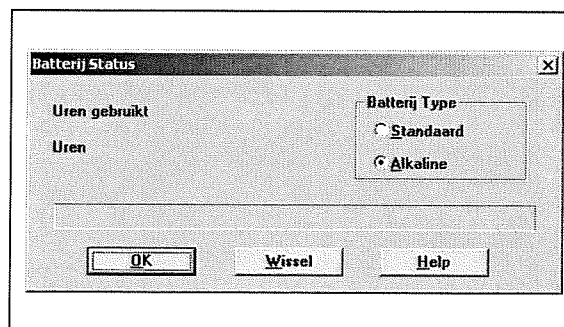 Batterij Status
Uren gebruikt
Uren
Batterij Type
Standaard
Alkaline
OK
Wissel
Help